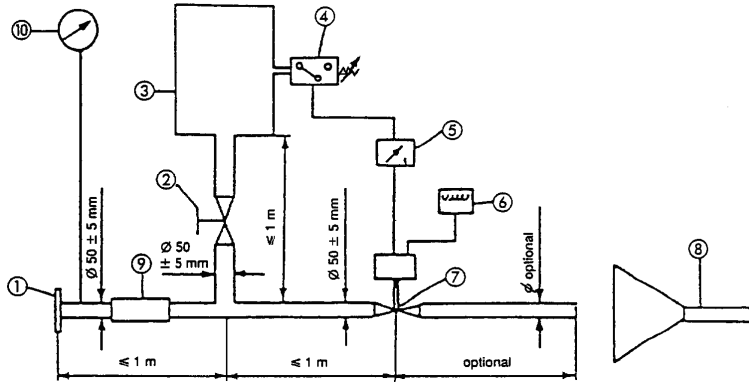 10
4
3
5
2
6
≤ 1 m
Ø 50 ± 5 mm
Ø 50
I± 5 mm
Ø 50 ± 5 mm
Ø optional
9
7
8
1
≤ 1 m
≤ 1 m
optional